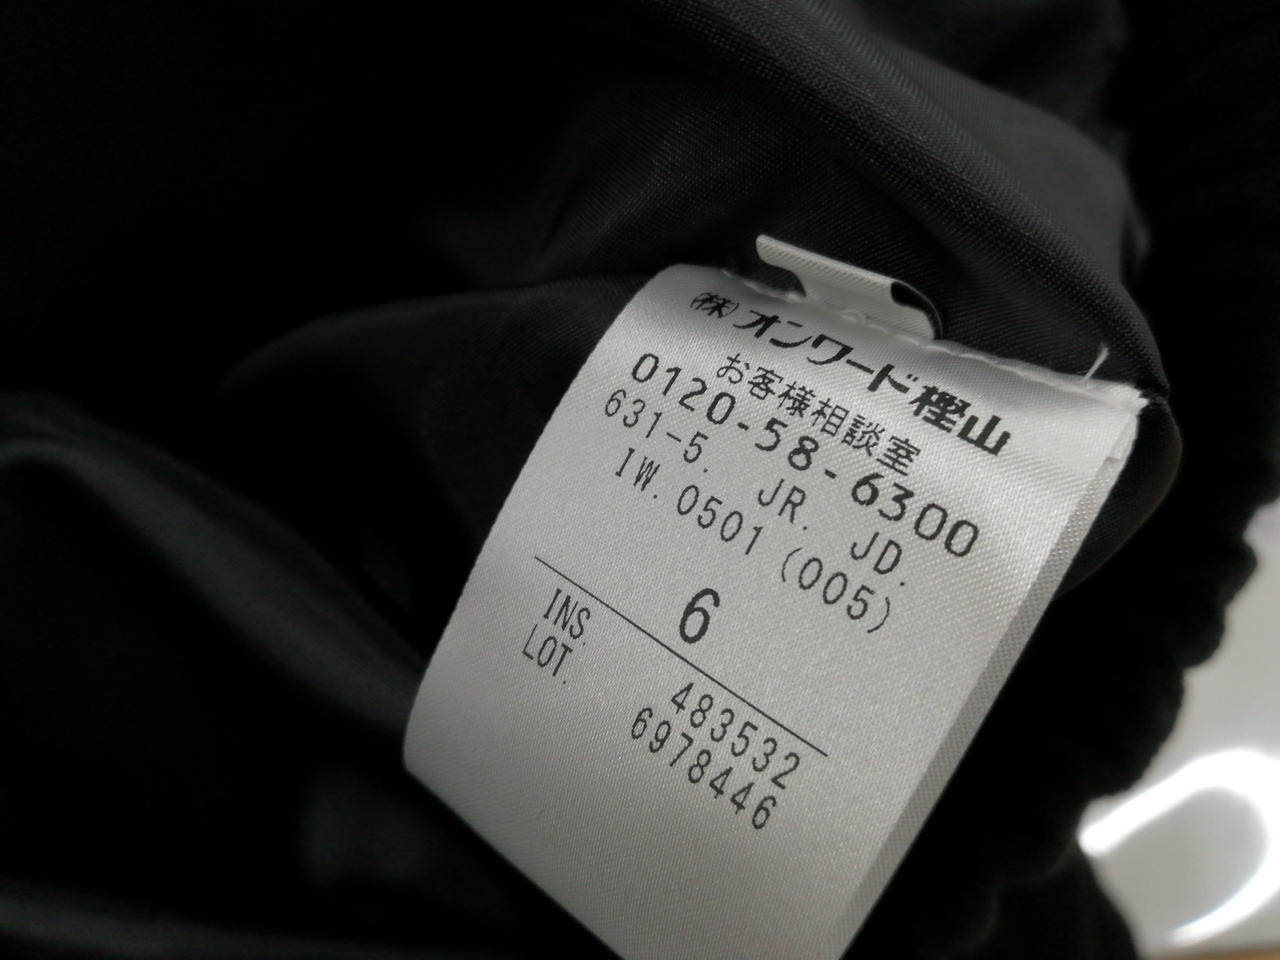 (株)オンワード樫山
お客様相談室
0120-58-6300
631-5. JR. JD.
IW. 0501 (005)
6
INS. 483532
LOT. 6978446